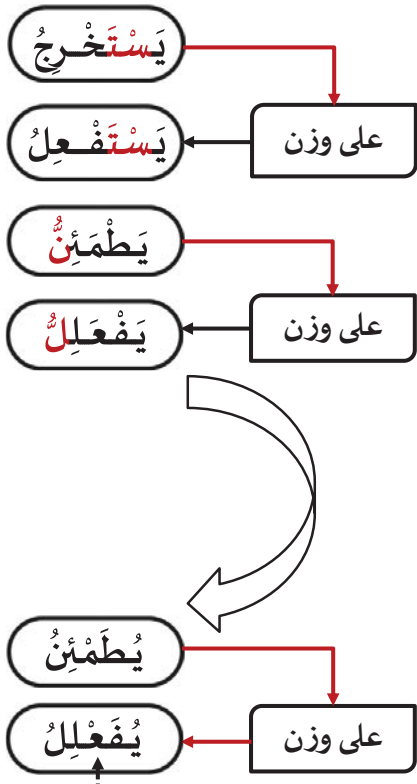 يَسْتَخْرِجُ
على وزن
يَسْتَفْعِلُ
يَطْمَئِنُّ
على وزن
يَفْعَلِلُّ
يُطَمْئِنُ
على وزن
يُفَعْلِلُ